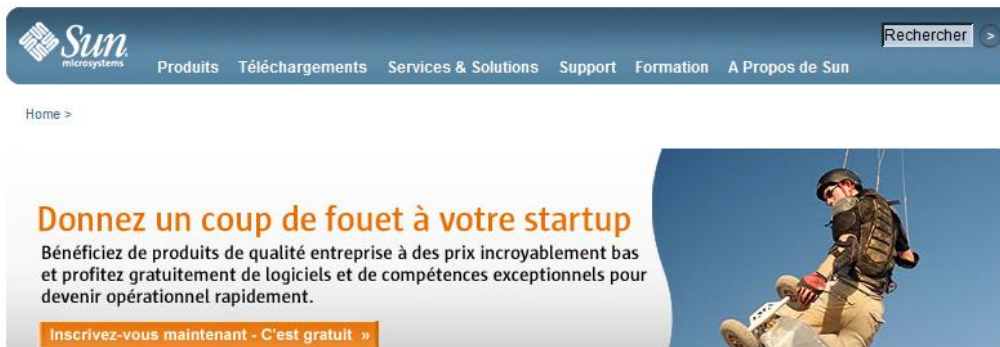 Sun
microsystems
Rechercher >
Produits Téléchargements Services & Solutions Support Formation A Propos de Sun
Home >
Donnez un coup de fouet à votre startup
Bénéficiez de produits de qualité entreprise à des prix incroyablement bas
et profitez gratuitement de logiciels et de compétences exceptionnels pour
devenir opérationnel rapidement.
Inscrivez-vous maintenant - C'est gratuit »